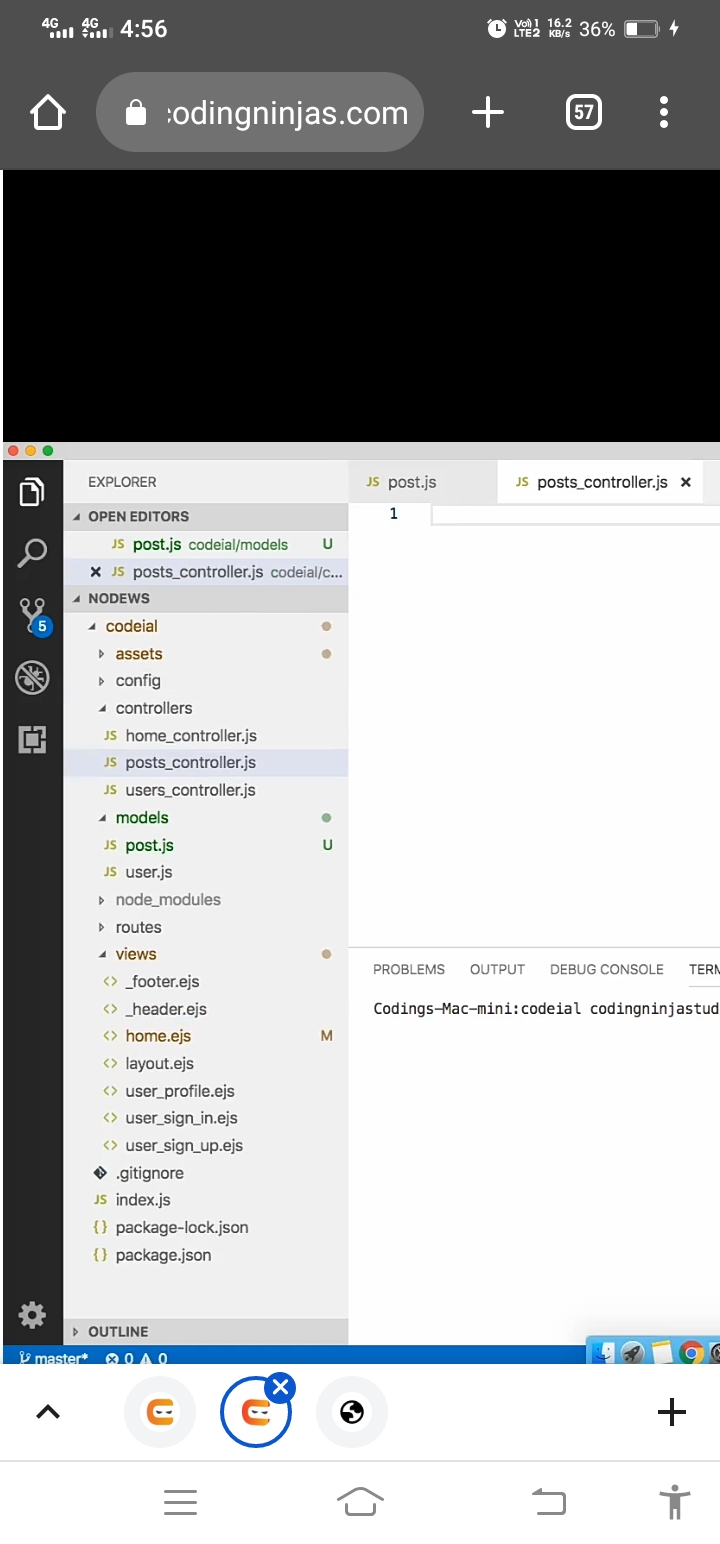 4G 4G 4:56 Vo) 1 LTE2 16.2 KB/s 36%
codingninjas.com 57
EXPLORER
JS post.js JS posts_controller.js ×
OPEN EDITORS
1
JS post.js codeial/models U
× JS posts_controller.js codeial/c...
NODEWS
5
codeial
assets
config
controllers
JS home_controller.js
JS posts_controller.js
JS users_controller.js
models
JS post.js U
JS user.js
node_modules
routes
views
PROBLEMS OUTPUT DEBUG CONSOLE TERM
<> _footer.ejs
Codings-Mac-mini:codeial codingninjastud
<> _header.ejs
<> home.ejs M
<> layout.ejs
<> user_profile.ejs
<> user_sign_in.ejs
<> user_sign_up.ejs
.gitignore
JS index.js
{} package-lock.json
{} package.json
OUTLINE
master* 0 0